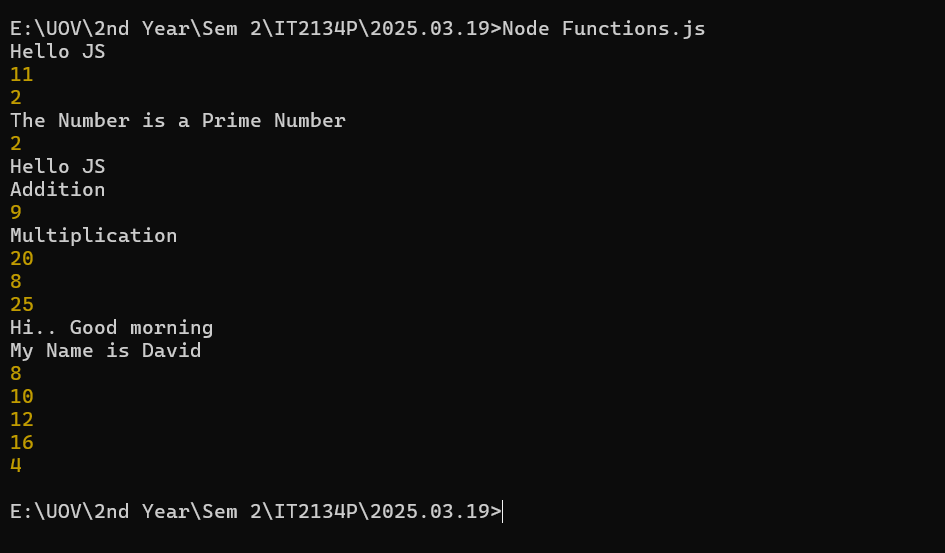 E:\UOV\2nd Year\Sem 2\IT2134P\2025.03.19>Node Functions.js
Hello JS
11
2
The Number is a Prime Number
2
Hello JS
Addition
9
Multiplication
20
8
25
Hi.. Good morning
My Name is David
8
10
12
16
4
E:\UOV\2nd Year\Sem 2\IT2134P\2025.03.19>